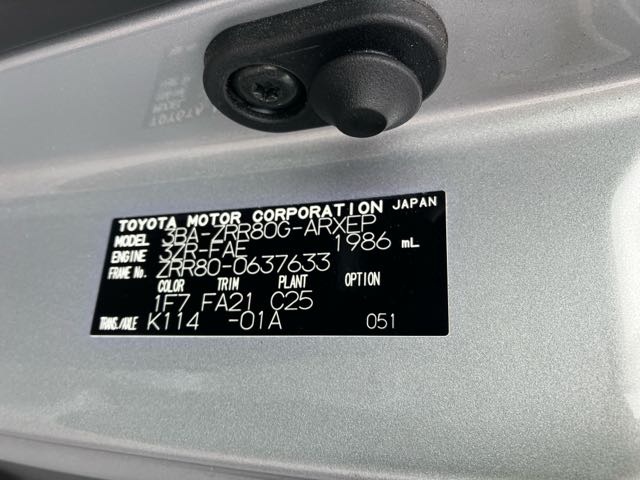 TOYOTA MOTOR CORPORATION JAPAN
MODEL 3BA-ZRR80G-ARXEP
ENGINE 3ZR-FAE 1986 mL
FRAME No. ZRR80-0637633
COLOR TRIM PLANT OPTION
1F7 FA21 C25
TRANS./AXLE K114 -01A 051